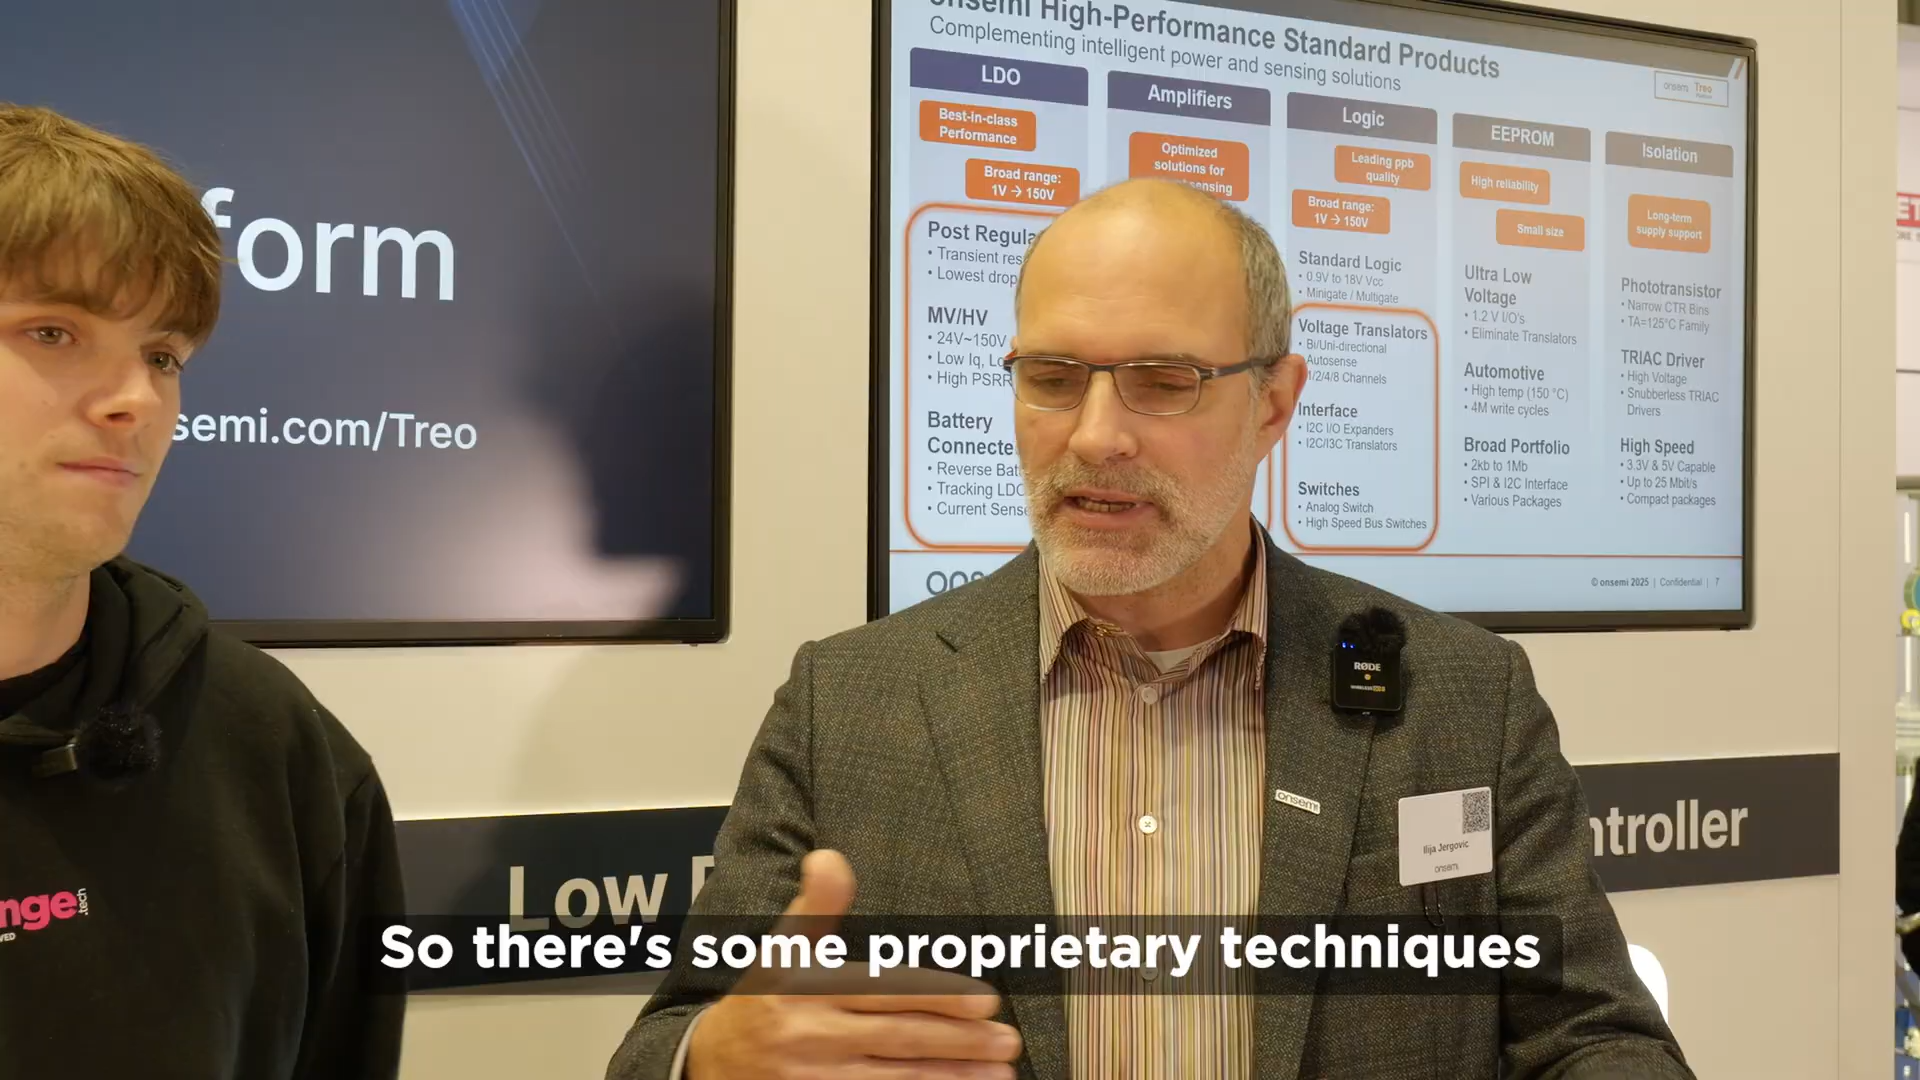 form
semi.com/Treo
onsemi High-Performance Standard Products
Complementing intelligent power and sensing solutions
onsemi Treo
LDO
Best-in-class
Performance
Broad range:
1V → 150V
Post Regula
• Transient res
• Lowest drop
MV/HV
• 24V~150V
• Low Iq, Lo
• High PSRR
Battery
Connecte
• Reverse Bat
• Tracking LDO
• Current Sense
Amplifiers
Optimized
solutions for
sensing
Logic
Leading ppb
quality
Broad range:
1V → 150V
Standard Logic
• 0.9V to 18V Vcc
• Minigate / Multigate
Voltage Translators
• Bi/Uni-directional
Autosense
1/2/4/8 Channels
Interface
• I2C I/O Expanders
• I2C/I3C Translators
Switches
• Analog Switch
• High Speed Bus Switches
EEPROM
High reliability
Small size
Ultra Low
Voltage
• 1.2 V I/O's
• Eliminate Translators
Automotive
• High temp (150 °C)
• 4M write cycles
Broad Portfolio
• 2kb to 1Mb
• SPI & I2C Interface
• Various Packages
Isolation
Long-term
supply support
Phototransistor
• Narrow CTR Bins
• TA=125°C Family
TRIAC Driver
• High Voltage
• Snubberless TRIAC
Drivers
High Speed
• 3.3V & 5V Capable
• Up to 25 Mbit/s
• Compact packages
ons
© onsemi 2025 | Confidential | 7
RØDE
onsemi
Ilija Jergovic
onsemi
Low
ntroller
nge.tech
VED
So there's some proprietary techniques